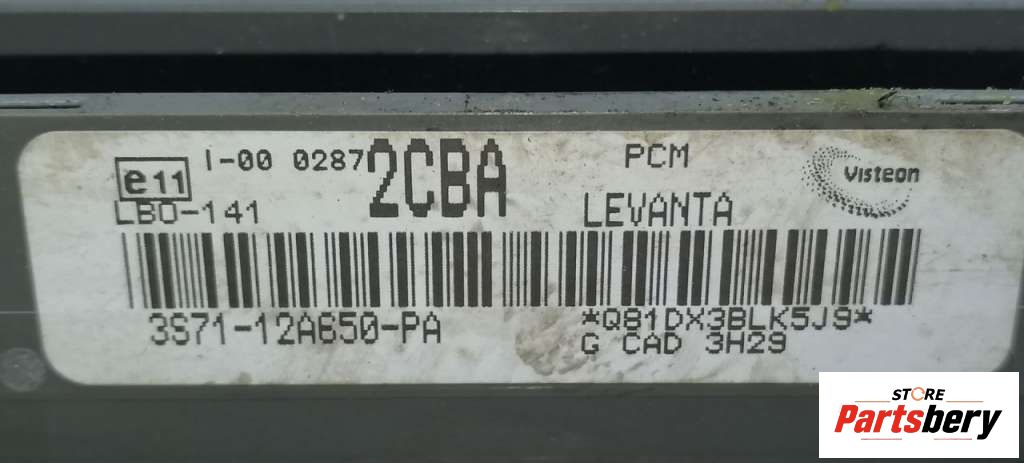 e11 I-00 0287 2CBA PCM Visteon
LBO-141 LEVANTA
3S71-12A650-PA *Q81DX3BLK5J9*
G CAD 3H29
STORE
Partsbery